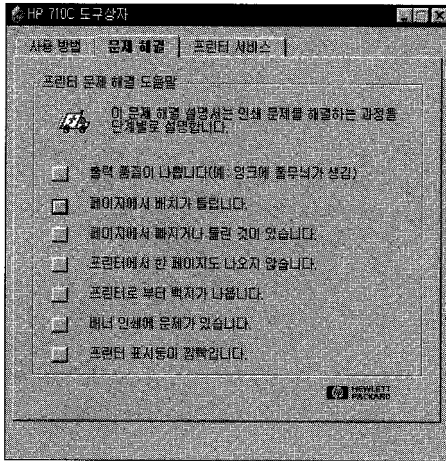 HP 710C 도구상자
사용 방법 문제 해결 프린터 서비스
프린터 문제 해결 도움말
이 문제 해결 설명서는 인쇄 문제를 해결하는 과정을
단계별로 설명합니다.
출력 품질이 나쁩니다(예: 잉크에 줄무늬가 생김)
페이지에서 배치가 틀립니다.
페이지에서 빠지거나 틀린 것이 있습니다.
프린터에서 한 페이지도 나오지 않습니다.
프린터로 부터 백지가 나옵니다.
배너 인쇄에 문제가 있습니다.
프린터 표시등이 깜빡입니다.
hp HEWLETT
PACKARD